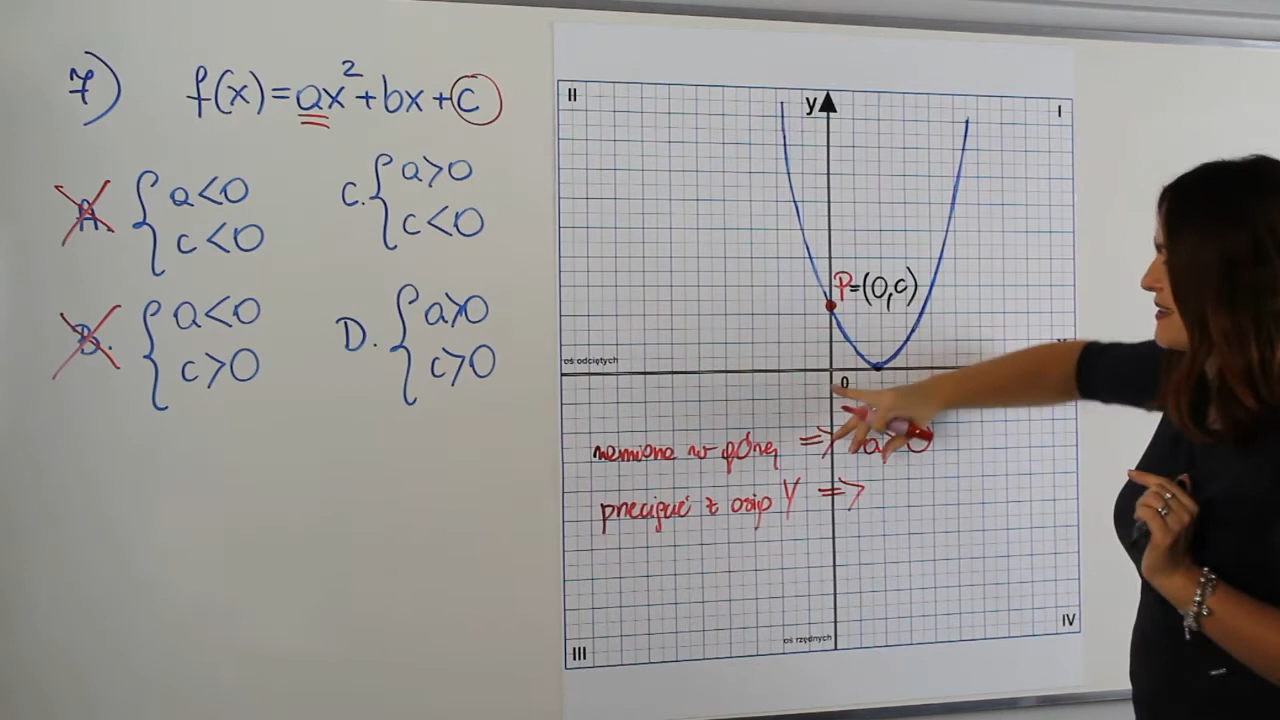 7) f(x)=ax²+bx+c
A. { a<0
c<0
C. { a>0
c<0
B. { a<0
c>0
D. { a>0
c>0
II
y
I
P=(0,c)
oś odciętych
0
ramiona w górę => a>0
przecięcie z osią Y =>
oś rzędnych
III
IV